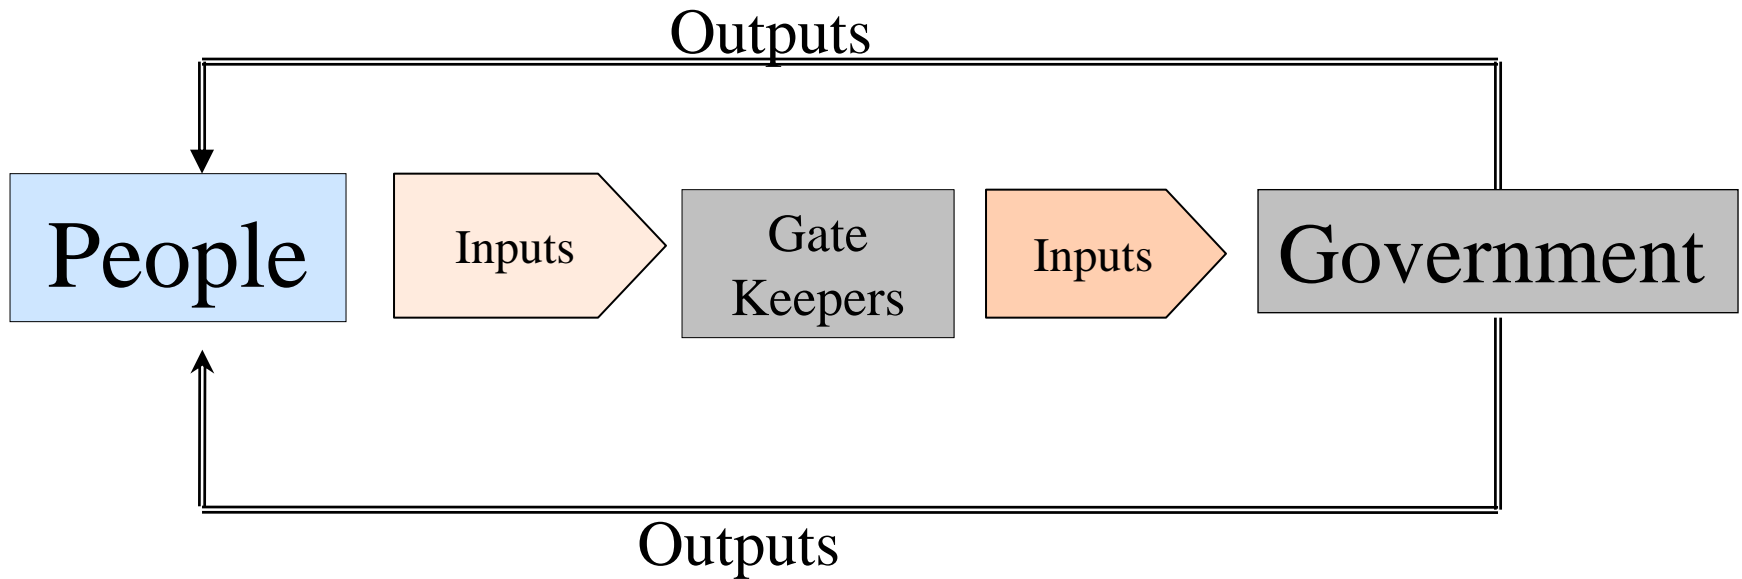 Outputs
People
Inputs
Gate
Keepers
Inputs
Government
Outputs